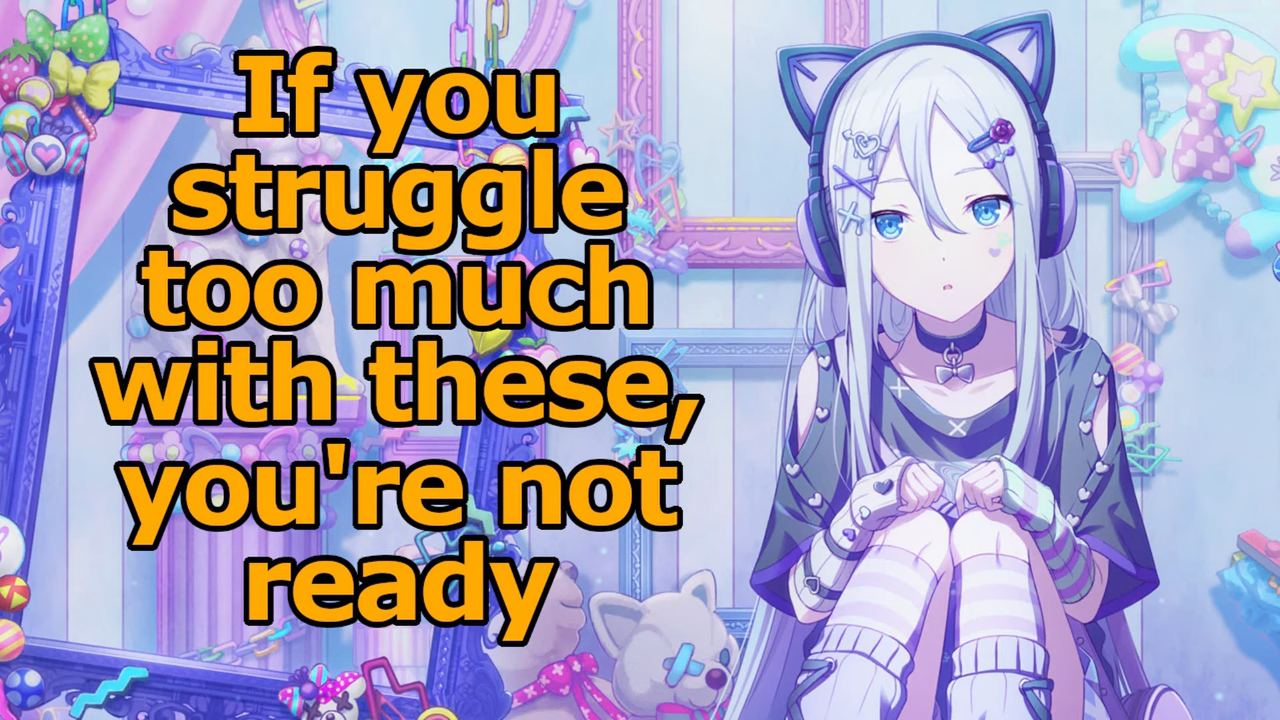 If you
struggle
too much
with these,
you're not
ready